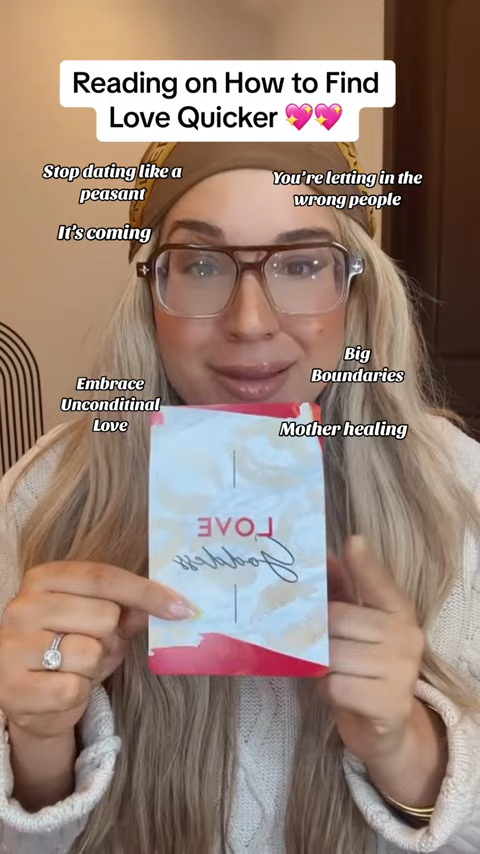 Reading on How to Find
Love Quicker 💖💖
Stop dating like a
peasant
You're letting in the
wrong people
It's coming
Big
Boundaries
Embrace
Unconditinal
Love
Mother healing
LOVE
Goddess